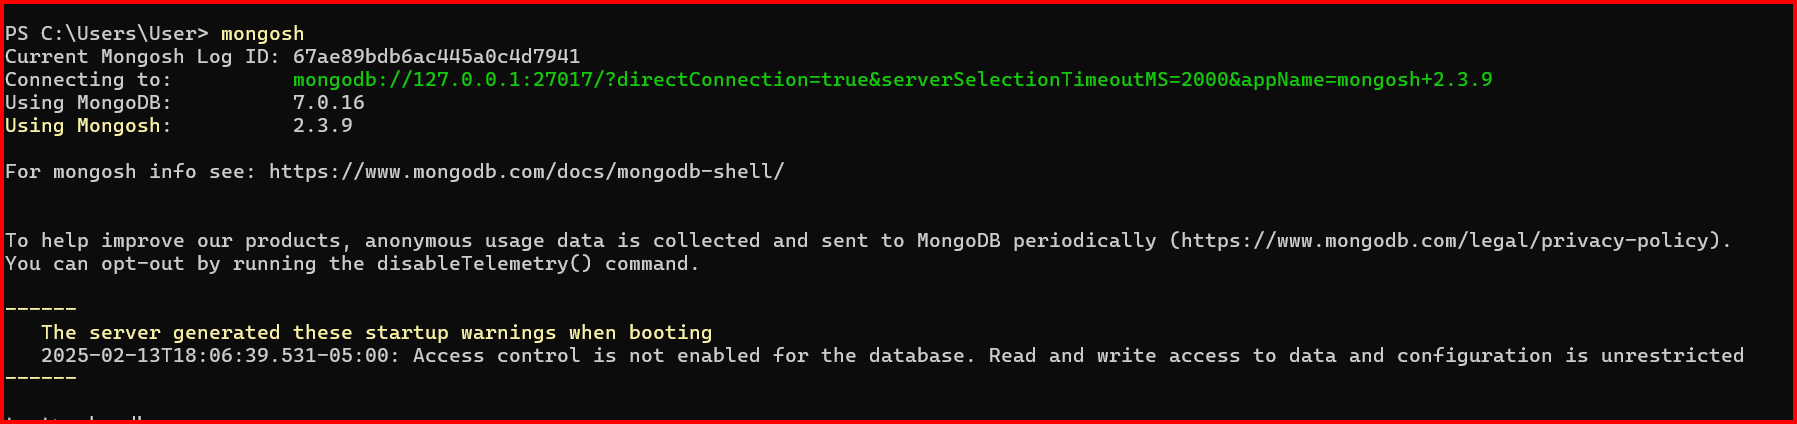 PS C:\Users\User> mongosh
Current Mongosh Log ID: 67ae89bdb6ac445a0c4d7941
Connecting to:          mongodb://127.0.0.1:27017/?directConnection=true&serverSelectionTimeoutMS=2000&appName=mongosh+2.3.9
Using MongoDB:          7.0.16
Using Mongosh:          2.3.9
For mongosh info see: https://www.mongodb.com/docs/mongodb-shell/
To help improve our products, anonymous usage data is collected and sent to MongoDB periodically (https://www.mongodb.com/legal/privacy-policy).
You can opt-out by running the disableTelemetry() command.
------
   The server generated these startup warnings when booting
   2025-02-13T18:06:39.531-05:00: Access control is not enabled for the database. Read and write access to data and configuration is unrestricted
------